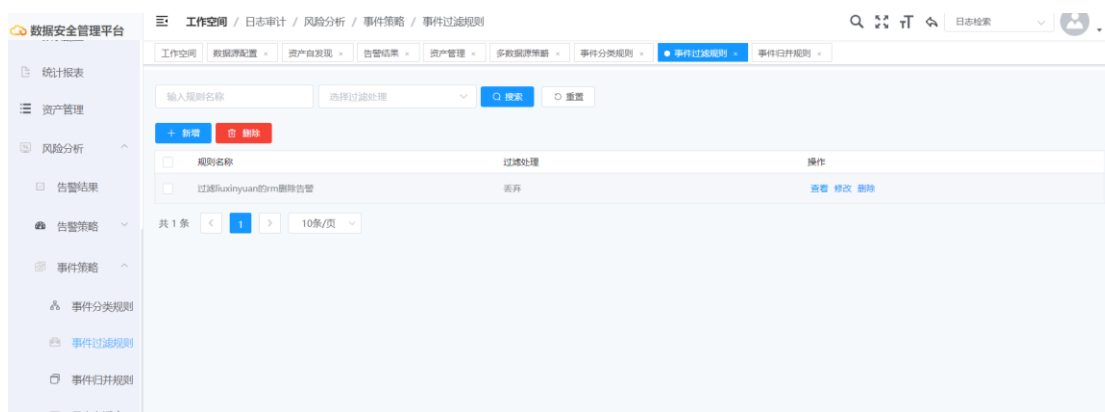 数据安全管理平台
工作空间 / 日志审计 / 风险分析 / 事件策略 / 事件过滤规则
日志检索
工作空间 数据源配置 × 资产自发现 × 告警结果 × 资产管理 × 多数据源策略 × 事件分类规则 × 事件过滤规则 × 事件归并规则 ×
统计报表
资产管理
风险分析
告警结果
告警策略
事件策略
事件分类规则
事件过滤规则
事件归并规则
输入规则名称 选择过滤处理 搜索 重置
+ 新增 删除
规则名称 过滤处理 操作
过滤liuxinyuan的rm删除告警 丢弃 查看 修改 删除
共 1 条 < 1 > 10条/页